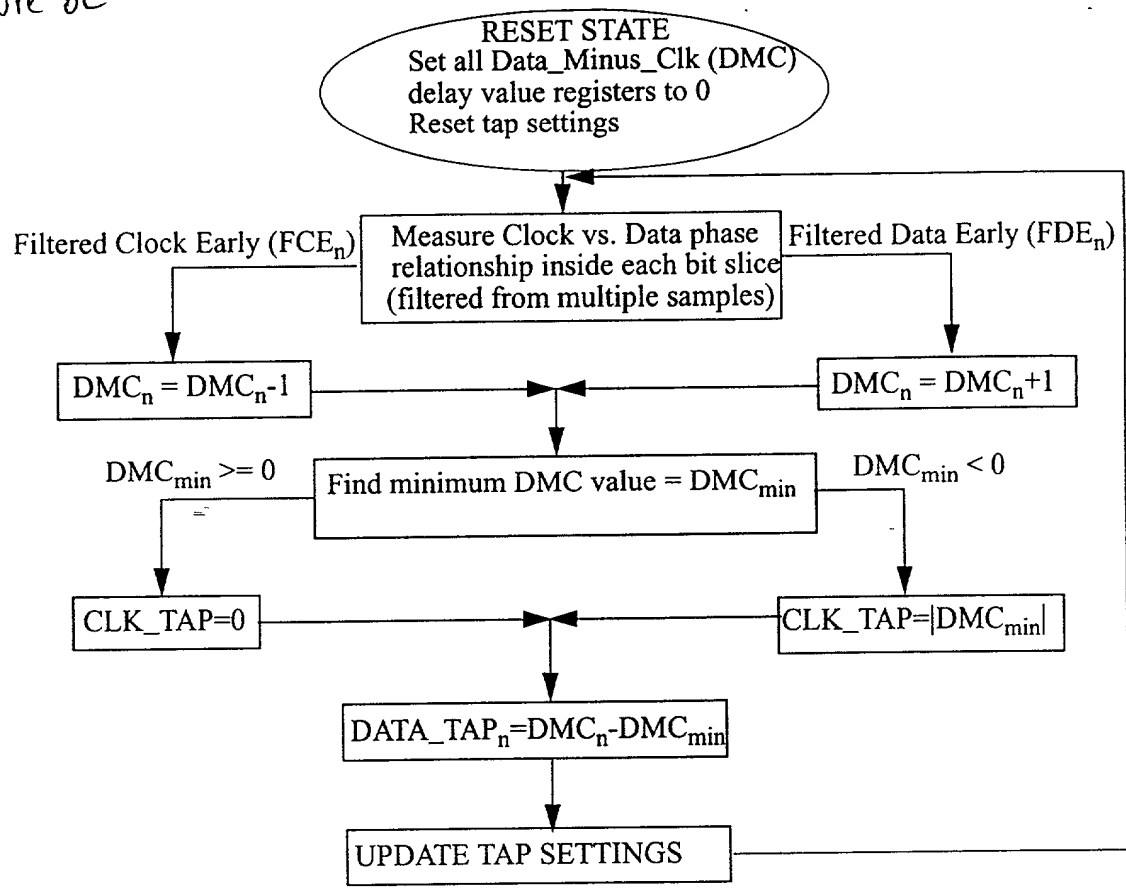 RESET STATE
Set all Data_Minus_Clk (DMC)
delay value registers to 0
Reset tap settings
Filtered Clock Early (FCEn)
Measure Clock vs. Data phase
relationship inside each bit slice
(filtered from multiple samples)
Filtered Data Early (FDEn)
DMCn = DMCn-1
DMCn = DMCn+1
DMCmin >= 0
Find minimum DMC value = DMCmin
DMCmin < 0
CLK_TAP=0
CLK_TAP=|DMCmin|
DATA_TAPn=DMCn-DMCmin
UPDATE TAP SETTINGS